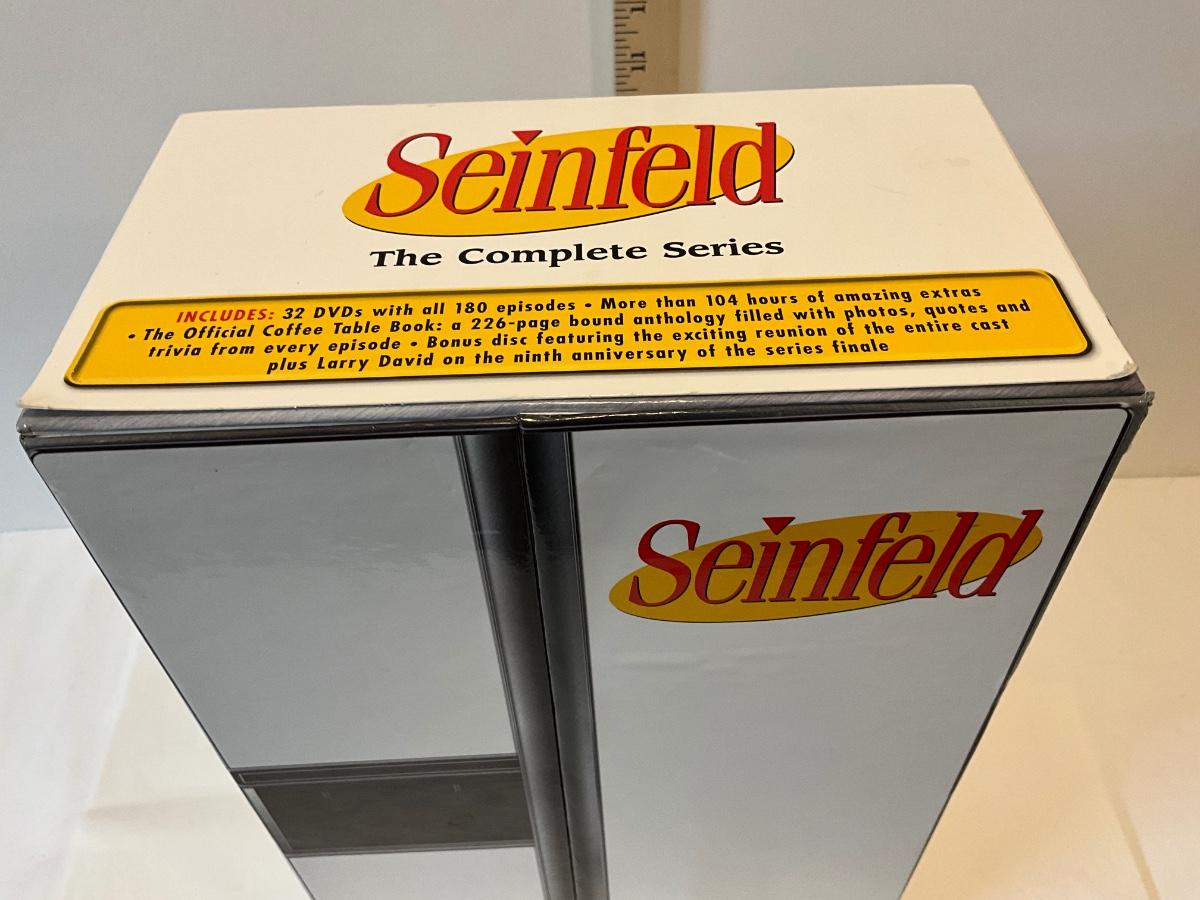 Seinfeld
The Complete Series
INCLUDES: 32 DVDs with all 180 episodes • More than 104 hours of amazing extras
• The Official Coffee Table Book: a 226-page bound anthology filled with photos, quotes and
trivia from every episode • Bonus disc featuring the exciting reunion of the entire cast
plus Larry David on the ninth anniversary of the series finale
Seinfeld